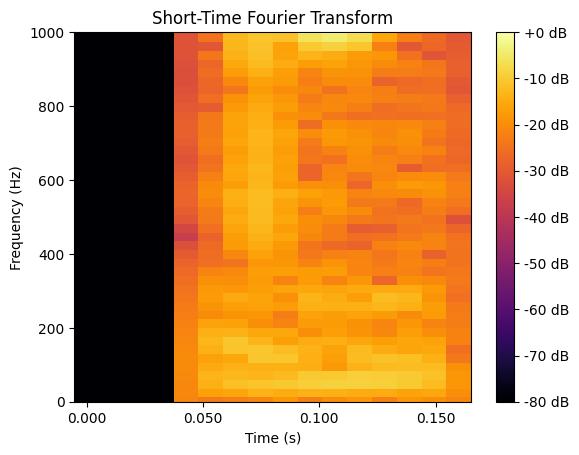 Short-Time Fourier Transform
1000
800
600
400
200
0
Frequency (Hz)
0.000
0.050
0.100
0.150
Time (s)
+0 dB
-10 dB
-20 dB
-30 dB
-40 dB
-50 dB
-60 dB
-70 dB
-80 dB